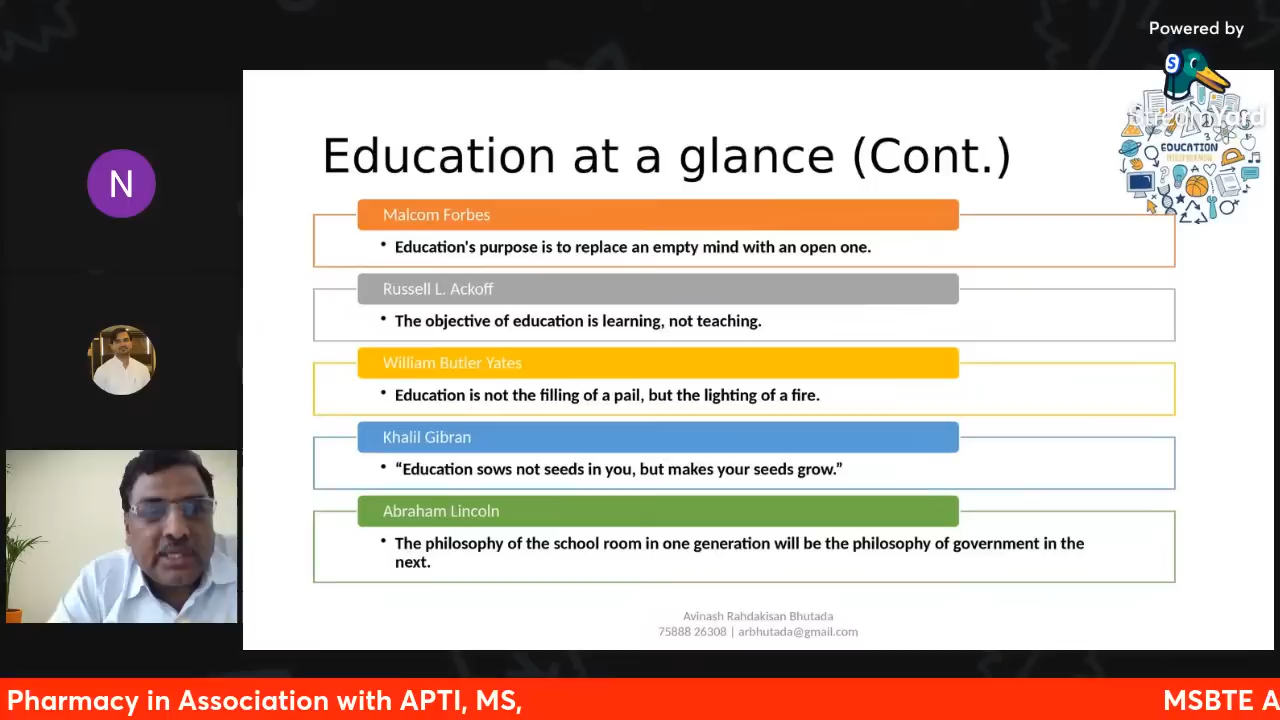 Powered by
S
StreamYard
N
EDUCATION
Education at a glance (Cont.)
Malcom Forbes
• Education's purpose is to replace an empty mind with an open one.
Russell L. Ackoff
• The objective of education is learning, not teaching.
William Butler Yates
• Education is not the filling of a pail, but the lighting of a fire.
Khalil Gibran
• “Education sows not seeds in you, but makes your seeds grow.”
Abraham Lincoln
• The philosophy of the school room in one generation will be the philosophy of government in the
next.
Avinash Rahdakisan Bhutada
75888 26308 | arbhutada@gmail.com
Pharmacy in Association with APTI, MS,
MSBTE A